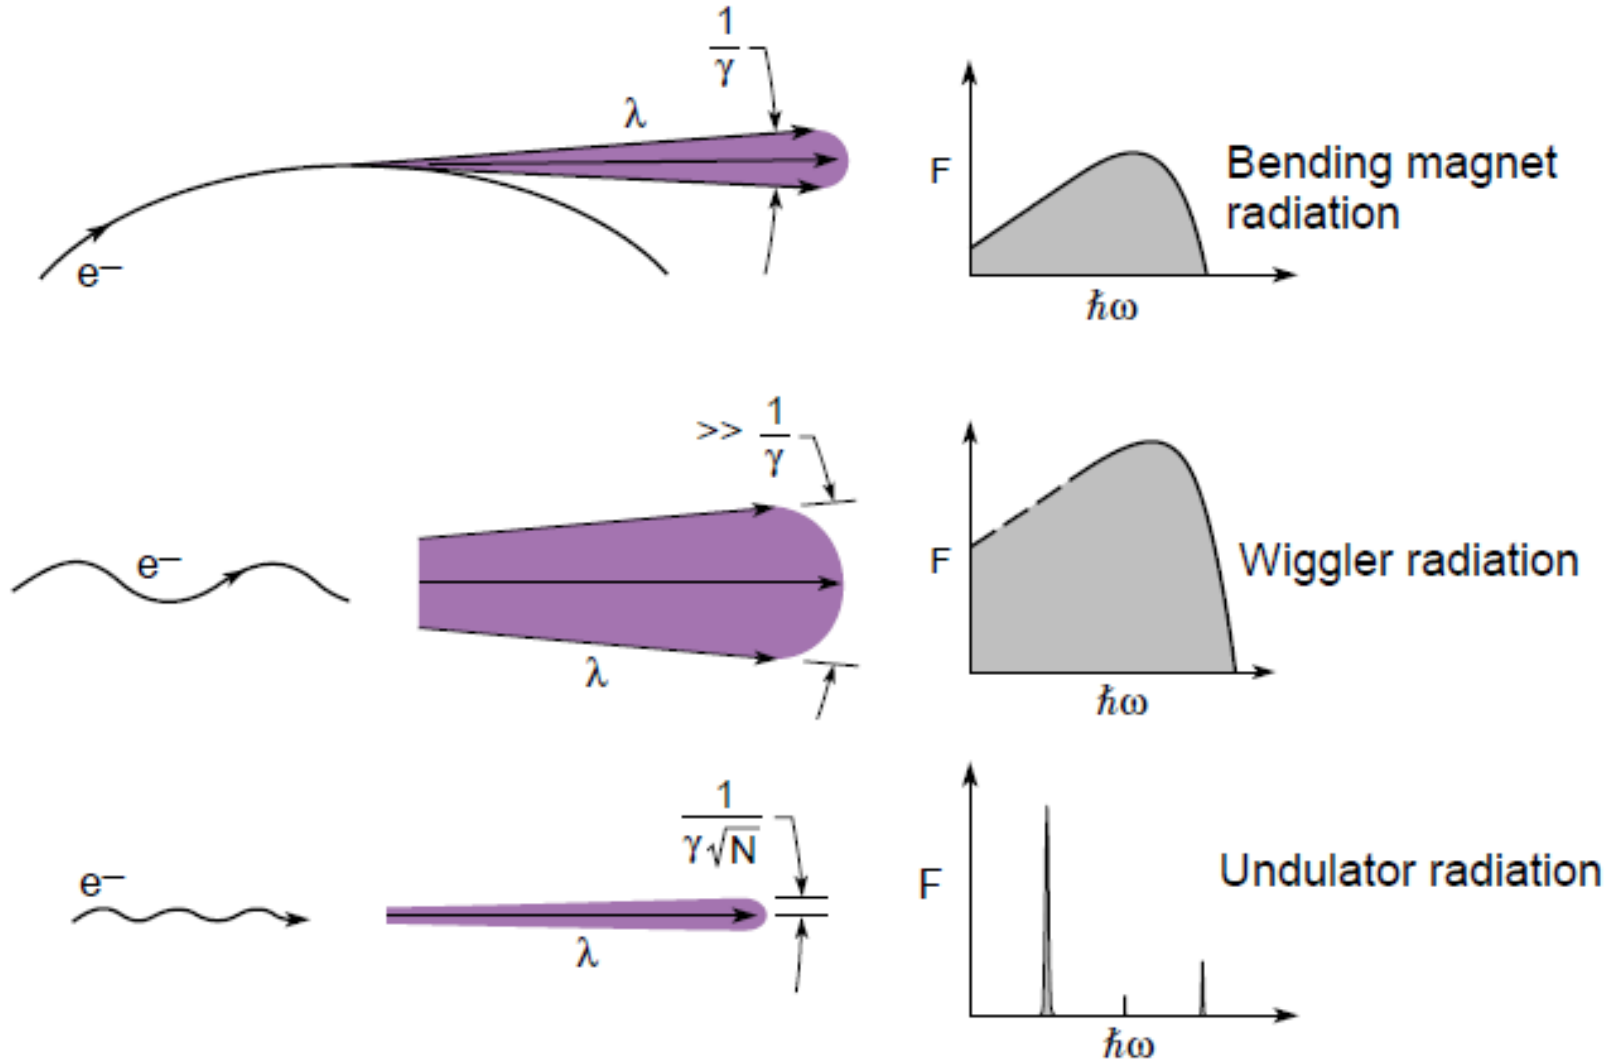 1
γ
λ
e–
F
ħω
Bending magnet
radiation
>> 1
γ
e–
λ
F
ħω
Wiggler radiation
1
γ√N
e–
λ
F
ħω
Undulator radiation